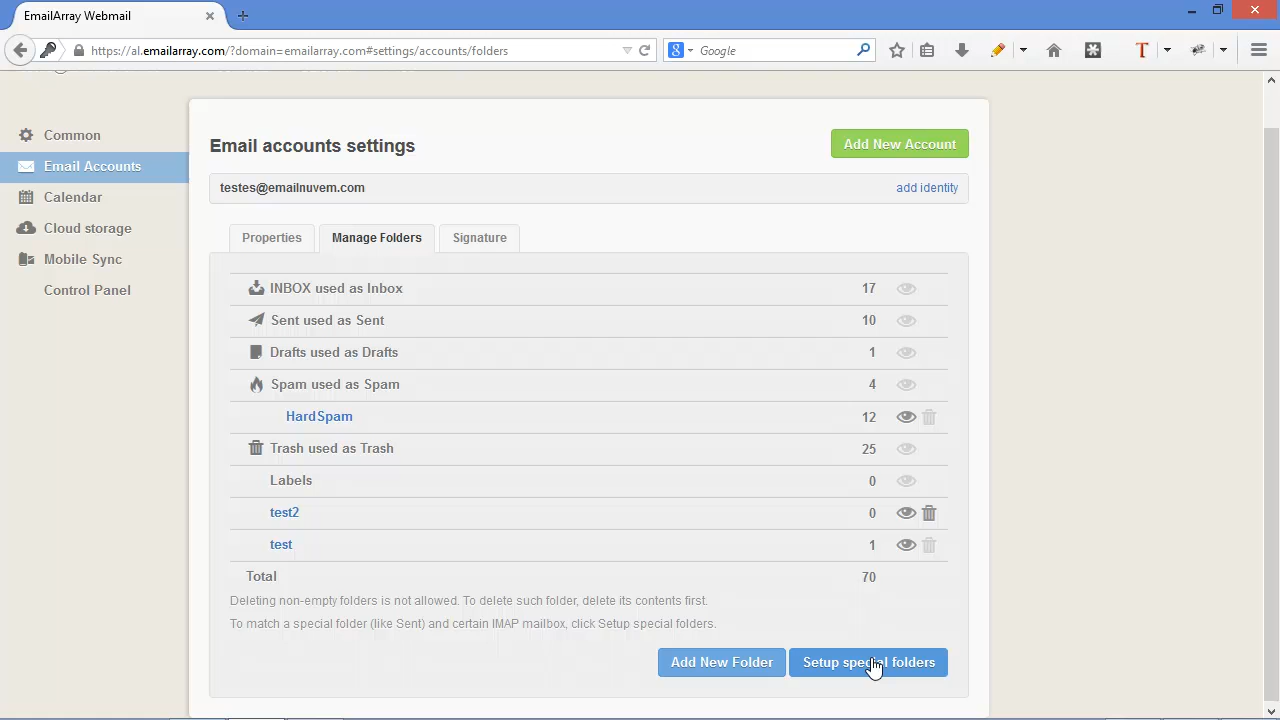 EmailArray Webmail
https://al.emailarray.com/?domain=emailarray.com#settings/accounts/folders
Google
Common
Email Accounts
Calendar
Cloud storage
Mobile Sync
Control Panel
Email accounts settings
Add New Account
testes@emailnuvem.com
add identity
Properties
Manage Folders
Signature
INBOX used as Inbox 17
Sent used as Sent 10
Drafts used as Drafts 1
Spam used as Spam 4
HardSpam 12
Trash used as Trash 25
Labels 0
test2 0
test 1
Total 70
Deleting non-empty folders is not allowed. To delete such folder, delete its contents first.
To match a special folder (like Sent) and certain IMAP mailbox, click Setup special folders.
Add New Folder
Setup special folders